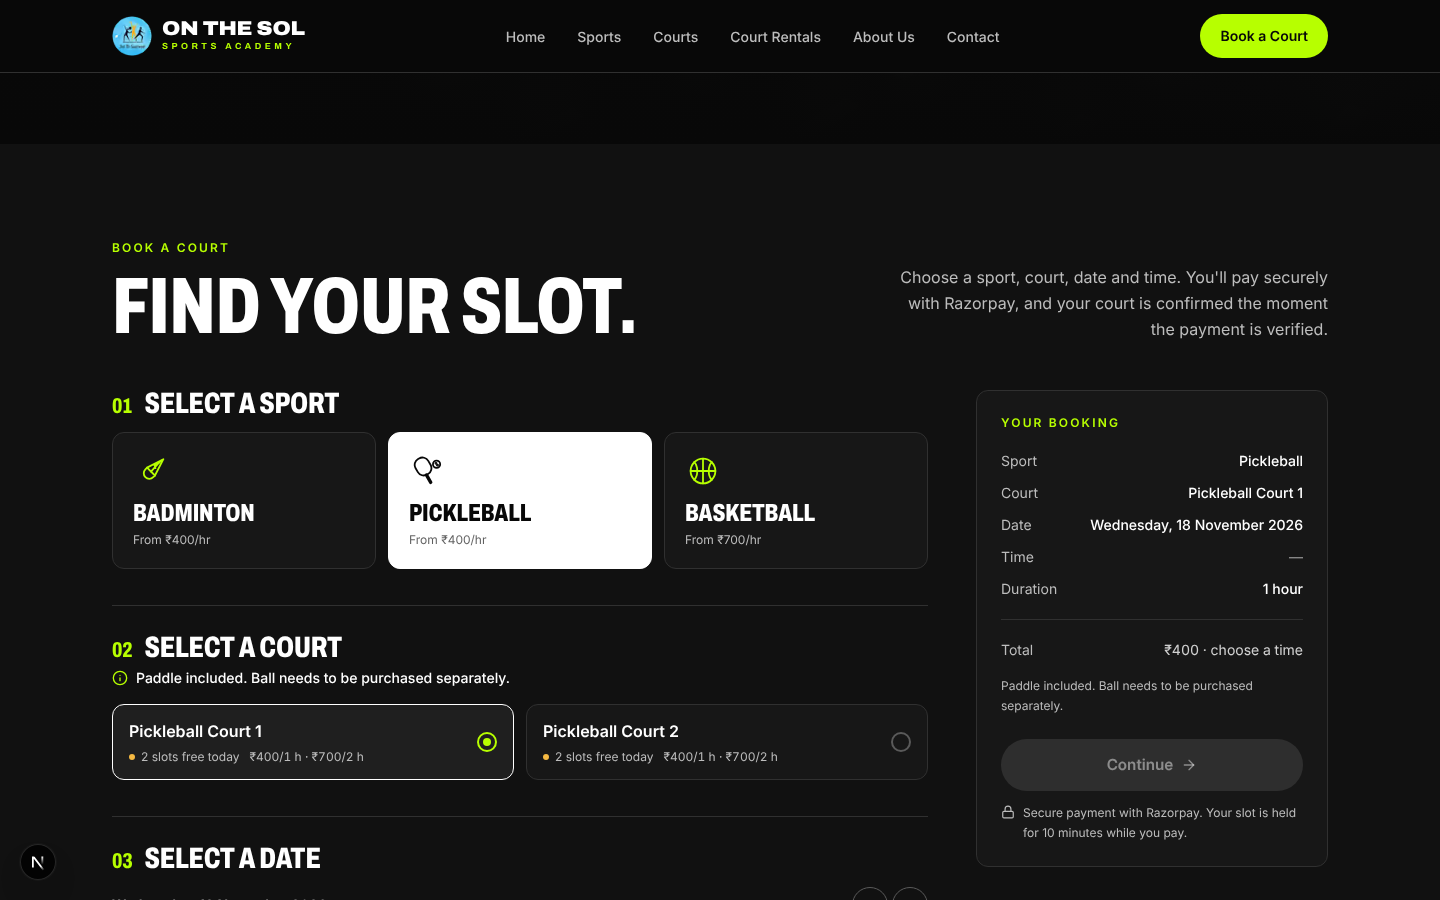 ON THE SOL
SPORTS ACADEMY
Home
Sports
Courts
Court Rentals
About Us
Contact
Book a Court
BOOK A COURT
FIND YOUR SLOT.
Choose a sport, court, date and time. You'll pay securely
with Razorpay, and your court is confirmed the moment
the payment is verified.
01 SELECT A SPORT
BADMINTON
From ₹400/hr
PICKLEBALL
From ₹400/hr
BASKETBALL
From ₹700/hr
02 SELECT A COURT
Paddle included. Ball needs to be purchased separately.
Pickleball Court 1
2 slots free today ₹400/1 h · ₹700/2 h
Pickleball Court 2
2 slots free today ₹400/1 h · ₹700/2 h
03 SELECT A DATE
YOUR BOOKING
Sport Pickleball
Court Pickleball Court 1
Date Wednesday, 18 November 2026
Time —
Duration 1 hour
Total ₹400 · choose a time
Paddle included. Ball needs to be purchased
separately.
Continue →
Secure payment with Razorpay. Your slot is held
for 10 minutes while you pay.
N